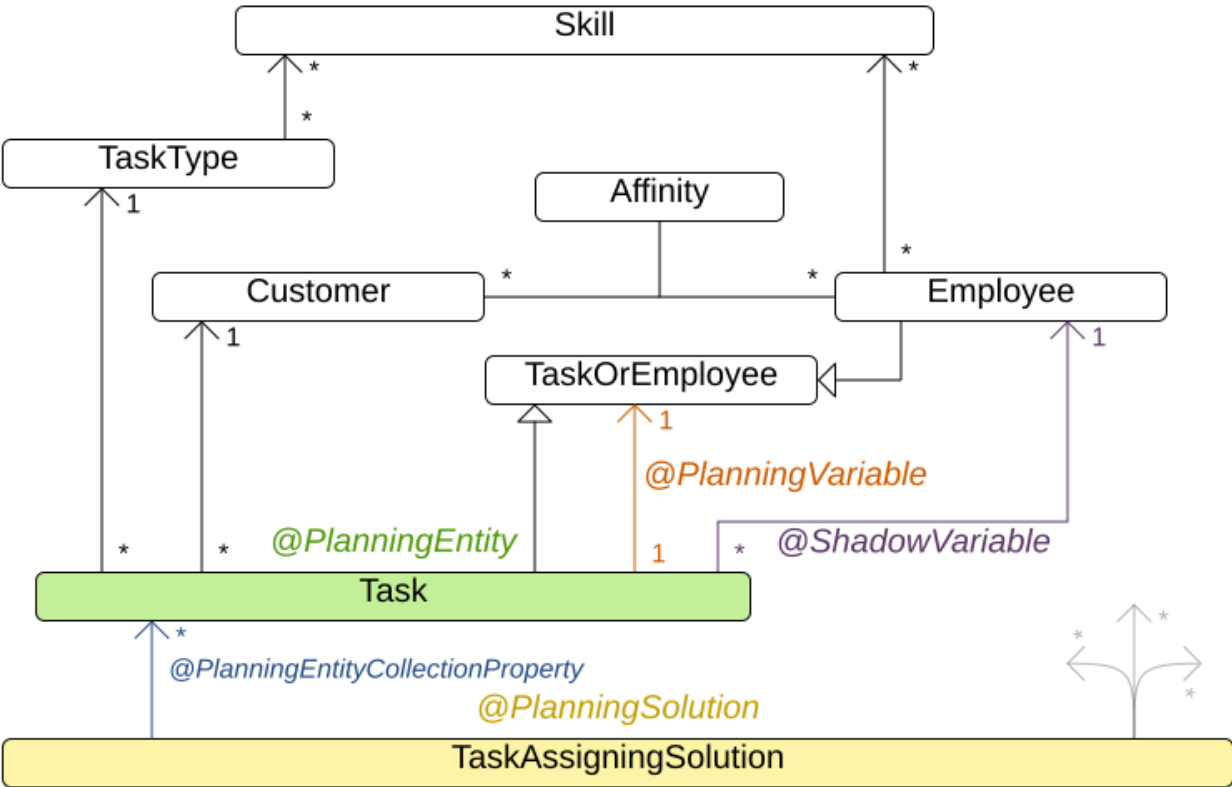 Skill
*
*
*
TaskType
1
Affinity
*
*
*
Customer
Employee
1
1
TaskOrEmployee
1
@PlanningVariable
@PlanningEntity
@ShadowVariable
*
*
1
*
Task
*
*
*
@PlanningEntityCollectionProperty
*
@PlanningSolution
TaskAssigningSolution